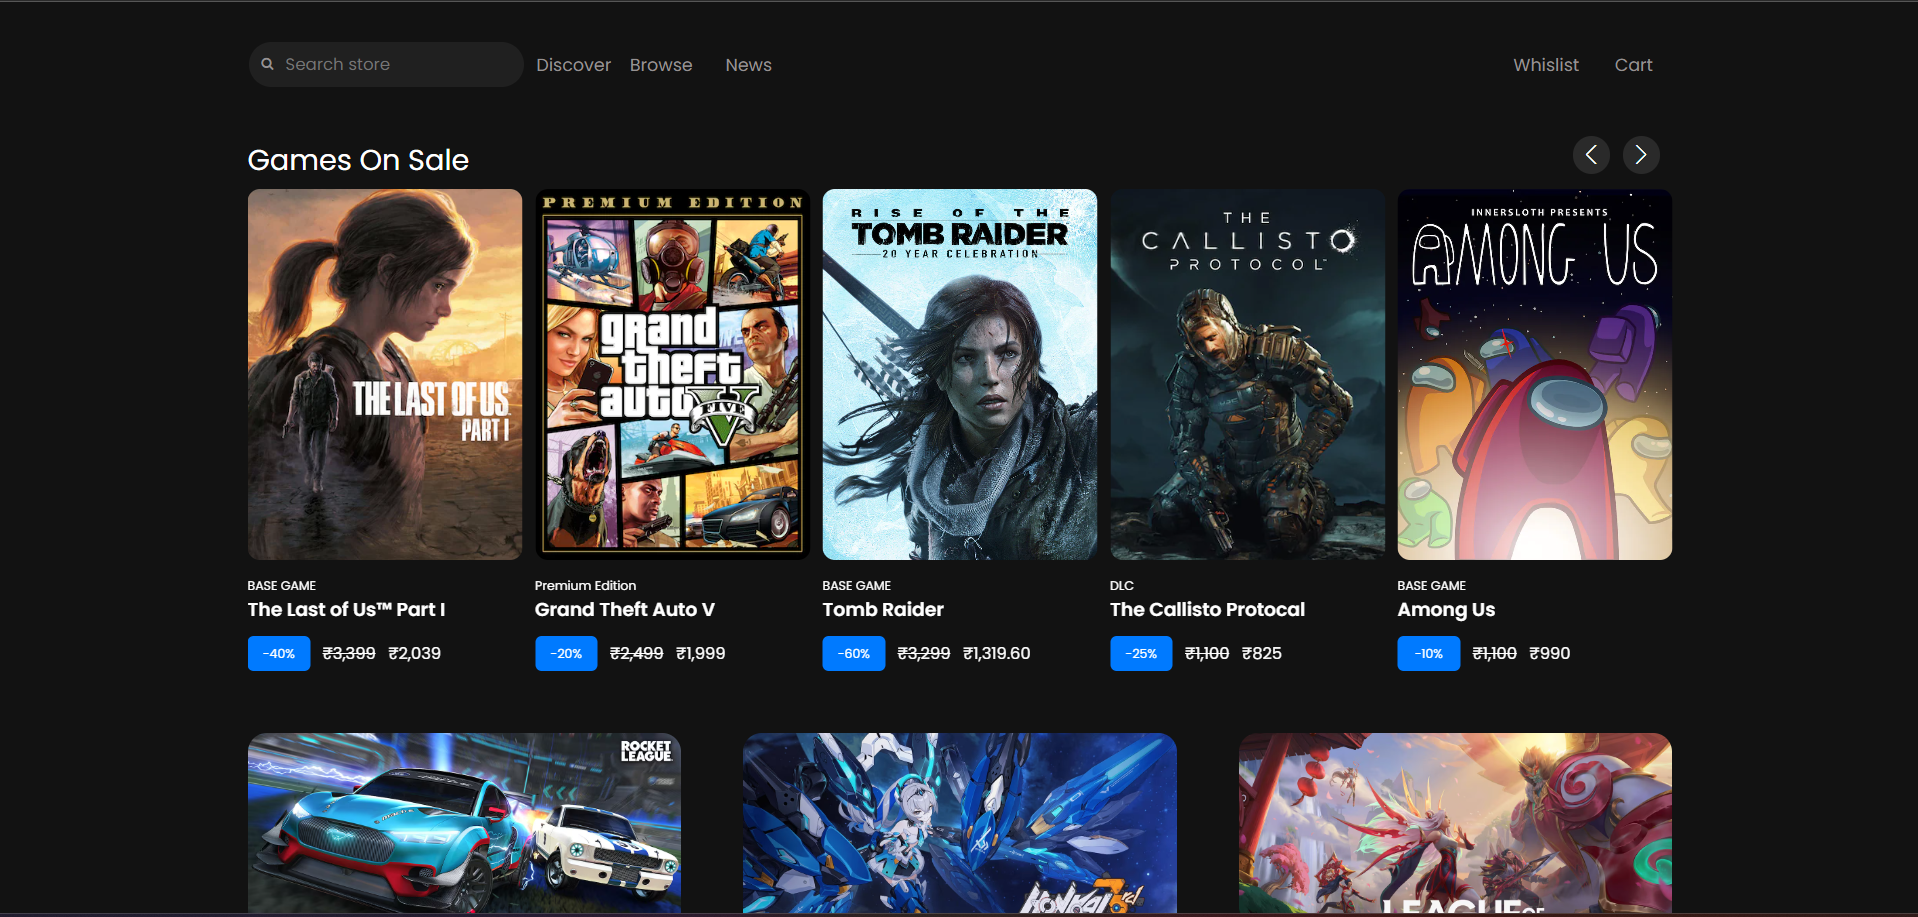 Search store
Discover
Browse
News
Whislist
Cart
Games On Sale
THE LAST OF US
PART I
PREMIUM EDITION
grand
theft
auto
FIVE
RISE OF THE
TOMB RAIDER
20 YEAR CELEBRATION
THE
CALLISTO
PROTOCOL™
INNERSLOTH PRESENTS
AMONG US
BASE GAME
The Last of Us™ Part I
-40% ₹3,399 ₹2,039
Premium Edition
Grand Theft Auto V
-20% ₹2,499 ₹1,999
BASE GAME
Tomb Raider
-60% ₹3,299 ₹1,319.60
DLC
The Callisto Protocal
-25% ₹1,100 ₹825
BASE GAME
Among Us
-10% ₹1,100 ₹990
ROCKET
LEAGUE
HONKAI 3rd
LEAGUE OF